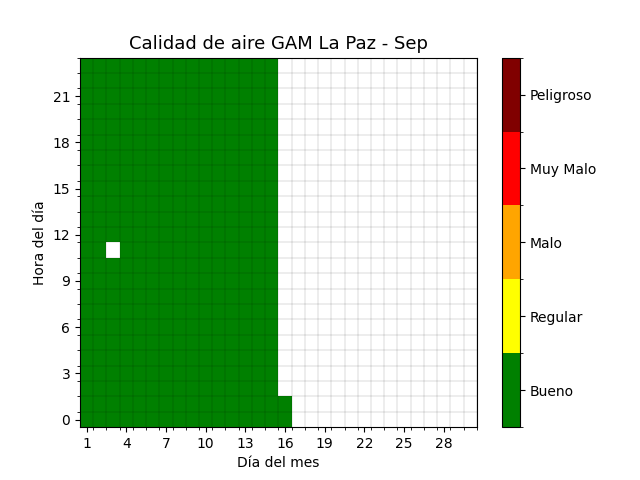 Calidad de aire GAM La Paz - Sep
Peligroso
Muy Malo
Malo
Regular
Bueno
Hora del día
21
18
15
12
9
6
3
0
1 4 7 10 13 16 19 22 25 28
Día del mes